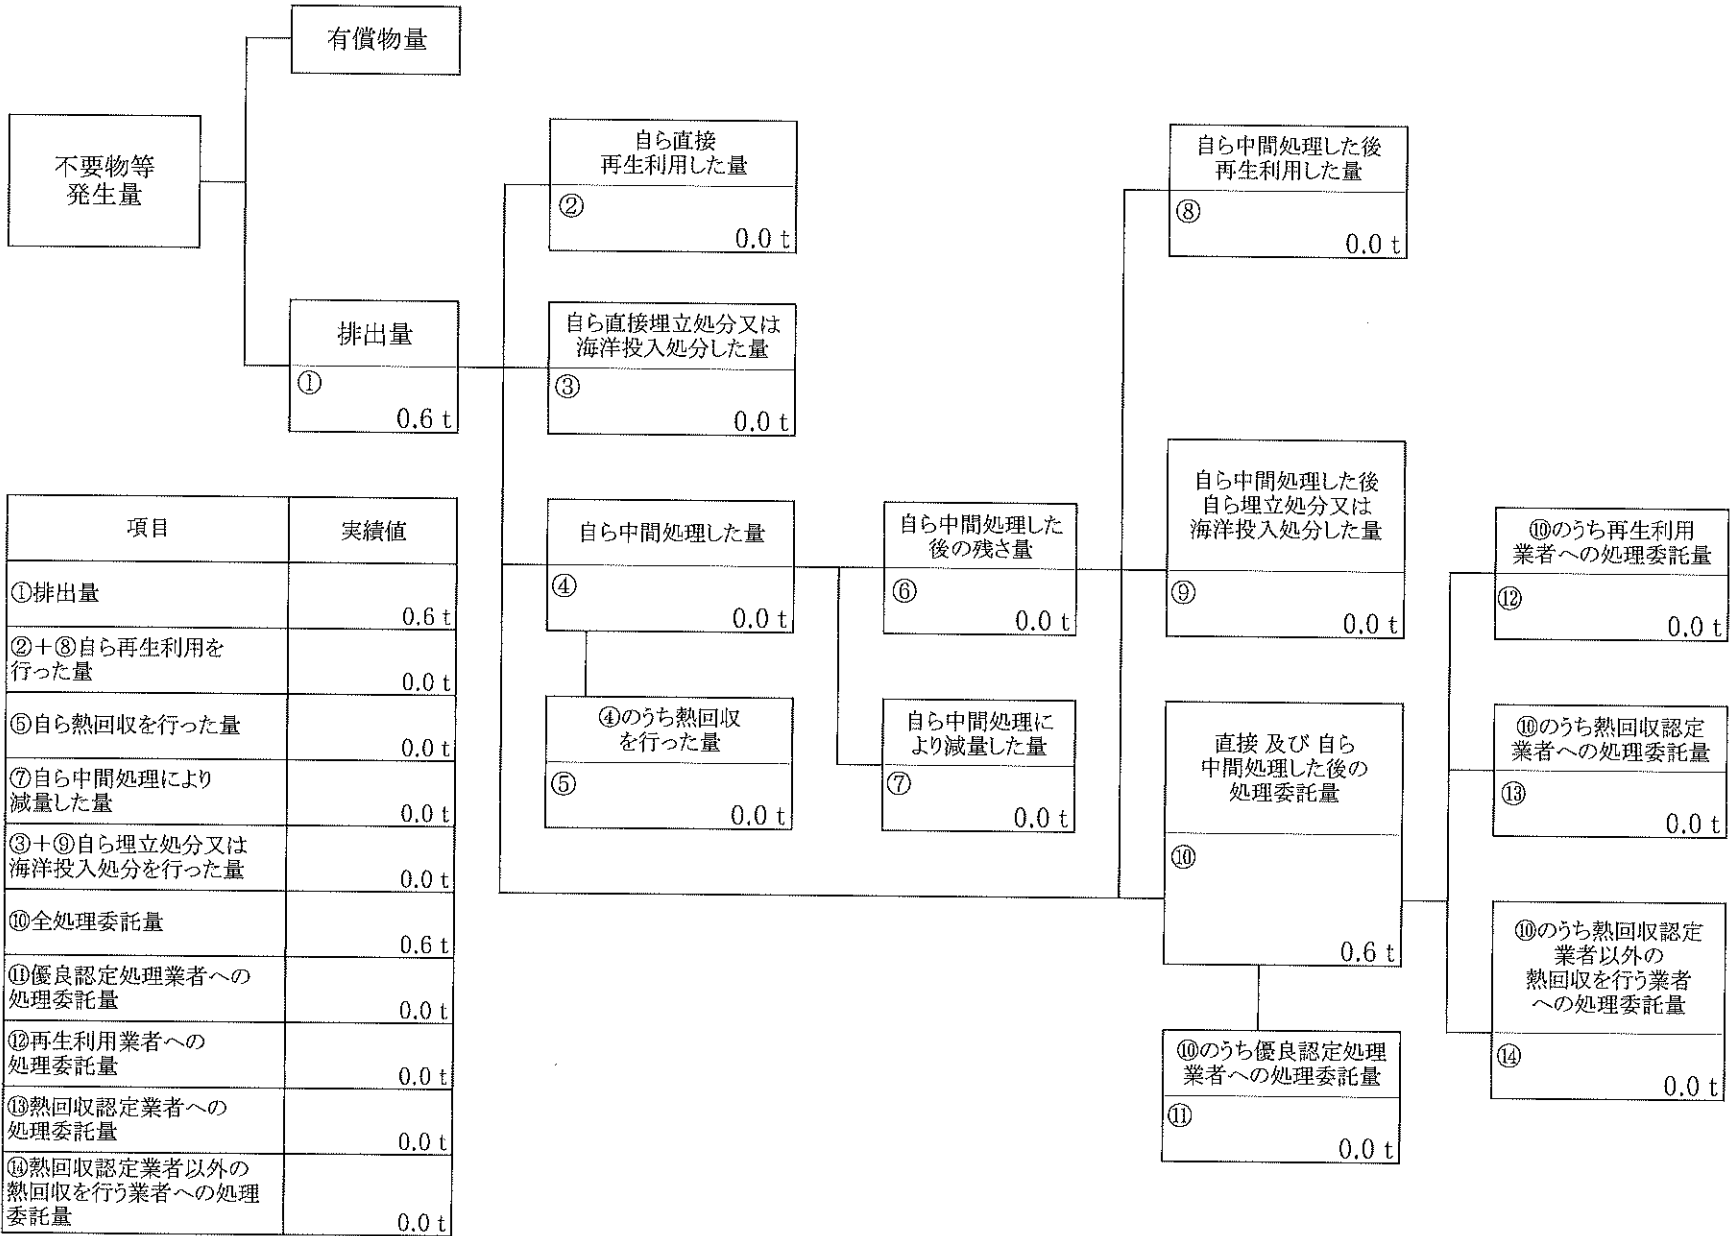 有償物量
不要物等
発生量
自ら直接
再生利用した量
②
0.0 t
自ら中間処理した後
再生利用した量
⑧
0.0 t
排出量
①
0.6 t
自ら直接埋立処分又は
海洋投入処分した量
③
0.0 t
自ら中間処理した量
④
0.0 t
自ら中間処理した
後の残さ量
⑥
0.0 t
自ら中間処理した後
自ら埋立処分又は
海洋投入処分した量
⑨
0.0 t
⑩のうち再生利用
業者への処理委託量
⑫
0.0 t
④のうち熱回収
を行った量
⑤
0.0 t
自ら中間処理に
より減量した量
⑦
0.0 t
直接 及び 自ら
中間処理した後の
処理委託量
⑩
0.6 t
⑩のうち熱回収認定
業者への処理委託量
⑬
0.0 t
⑩のうち熱回収認定
業者以外の
熱回収を行う業者
への処理委託量
⑭
0.0 t
⑩のうち優良認定処理
業者への処理委託量
⑪
0.0 t
項目 実績値
①排出量
0.6 t
②＋⑧自ら再生利用を
行った量
0.0 t
⑤自ら熱回収を行った量
0.0 t
⑦自ら中間処理により
減量した量
0.0 t
③＋⑨自ら埋立処分又は
海洋投入処分を行った量
0.0 t
⑩全処理委託量
0.6 t
⑪優良認定処理業者への
処理委託量
0.0 t
⑫再生利用業者への
処理委託量
0.0 t
⑬熱回収認定業者への
処理委託量
0.0 t
⑭熱回収認定業者以外の
熱回収を行う業者への処理
委託量
0.0 t